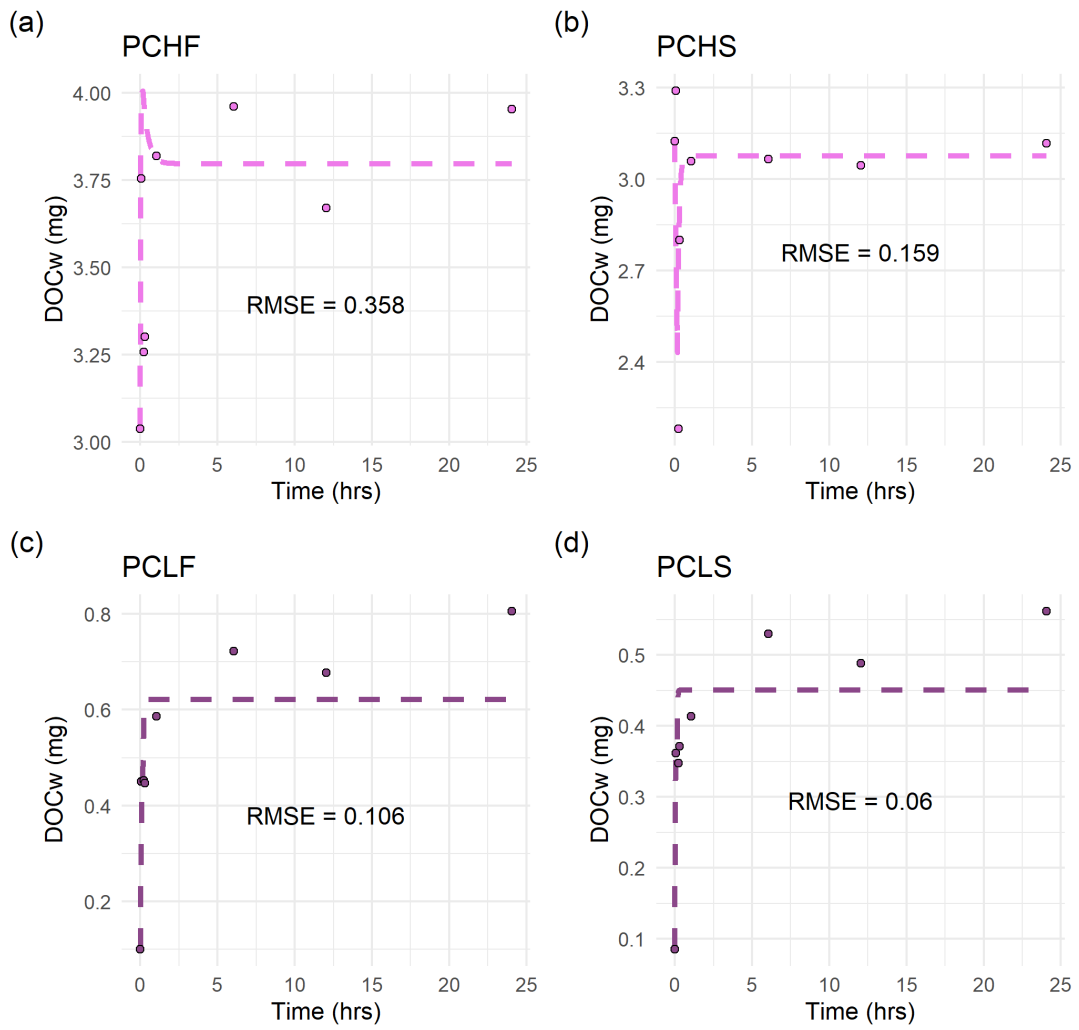 (a)
PCHF
DOCw (mg)
4.00
3.75
3.50
3.25
3.00
RMSE = 0.358
0 5 10 15 20 25
Time (hrs)
(b)
PCHS
DOCw (mg)
3.3
3.0
2.7
2.4
RMSE = 0.159
0 5 10 15 20 25
Time (hrs)
(c)
PCLF
DOCw (mg)
0.8
0.6
0.4
0.2
RMSE = 0.106
0 5 10 15 20 25
Time (hrs)
(d)
PCLS
DOCw (mg)
0.5
0.4
0.3
0.2
0.1
RMSE = 0.06
0 5 10 15 20 25
Time (hrs)